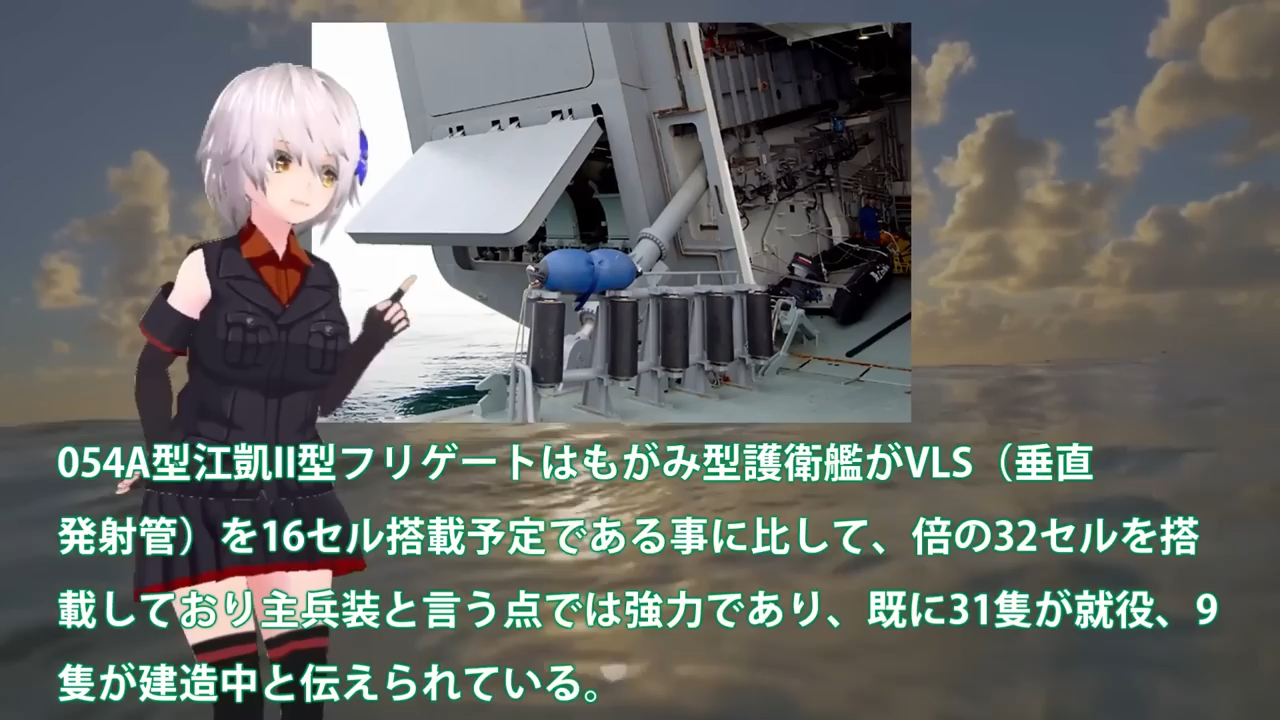 054A型江凱II型フリゲートはもがみ型護衛艦がVLS（垂直
発射管）を16セル搭載予定である事に比して、倍の32セルを搭
載しており主兵装と言う点では強力であり、既に31隻が就役、9
隻が建造中と伝えられている。